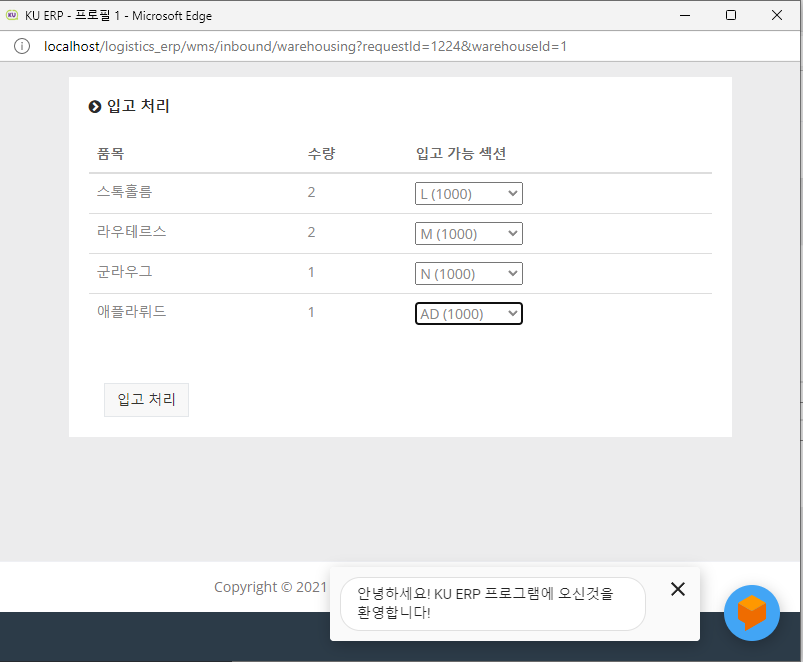 KU ERP - 프로필 1 - Microsoft Edge
localhost/logistics_erp/wms/inbound/warehousing?requestId=1224&warehouseId=1
입고 처리
품목 수량 입고 가능 섹션
스톡홀름 2 L (1000)
라우테르스 2 M (1000)
군라우그 1 N (1000)
애플라뤼드 1 AD (1000)
입고 처리
Copyright © 2021
안녕하세요! KU ERP 프로그램에 오신것을
환영합니다!